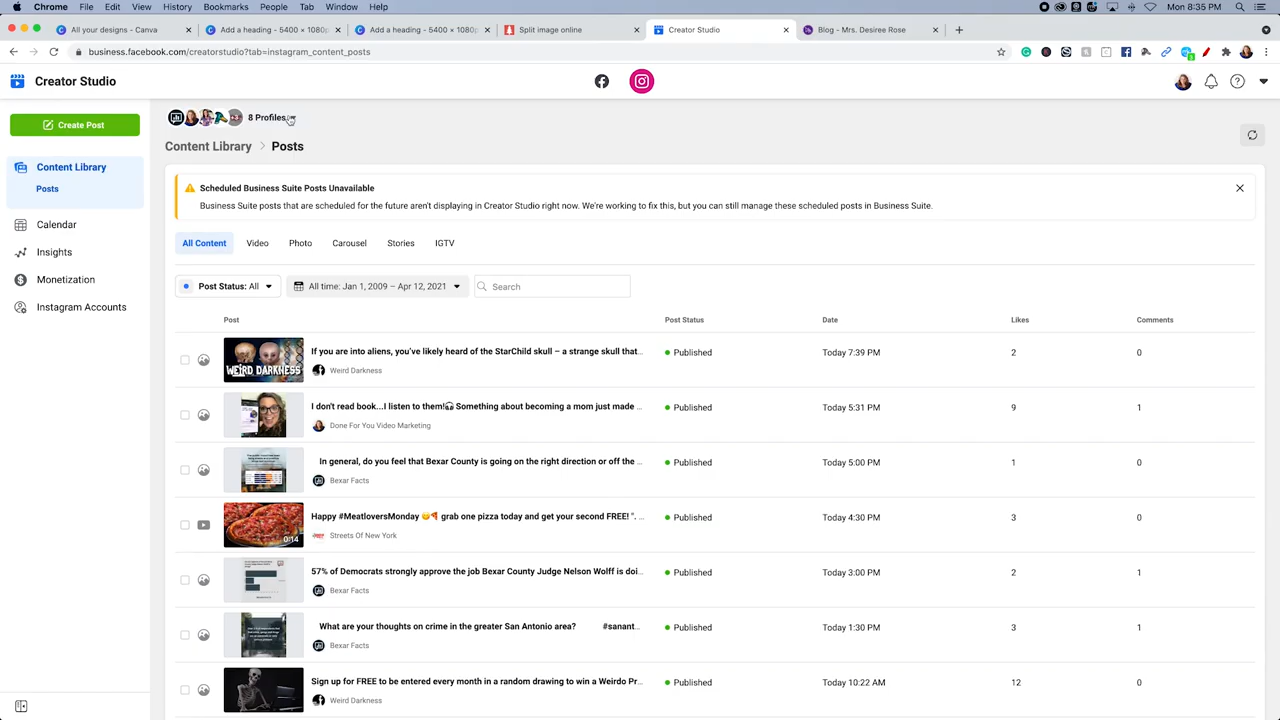 Chrome File Edit View History Bookmarks People Tab Window Help
Mon Apr 12 8:35 PM
All your designs - Canva
Add a heading - 5400 × 1080p
Add a heading - 5400 × 1080p
Split image online
Creator Studio
Blog - Mrs. Desiree Rose
business.facebook.com/creatorstudio?tab=instagram_content_posts
Creator Studio
Create Post
Content Library
Posts
Calendar
Insights
Monetization
Instagram Accounts
8 Profiles
Content Library > Posts
Scheduled Business Suite Posts Unavailable
Business Suite posts that are scheduled for the future aren't displaying in Creator Studio right now. We're working to fix this, but you can still manage these scheduled posts in Business Suite.
All Content Video Photo Carousel Stories IGTV
Post Status: All
All time: Jan 1, 2009 – Apr 12, 2021
Search
Post Post Status Date Likes Comments
WEIRD DARKNESS
If you are into aliens, you've likely heard of the StarChild skull – a strange skull that...
Weird Darkness
Published Today 7:39 PM 2 0
I don't read book...I listen to them!🎧 Something about becoming a mom just made ...
Done For You Video Marketing
Published Today 5:31 PM 9 1
In general, do you feel that Bexar County is going on the right direction or off the ...
Bexar Facts
Published Today 5:00 PM 1 0
0:14
Happy #MeatloversMonday 😋🍕 grab one pizza today and get your second FREE! ". ...
Streets Of New York
Published Today 4:30 PM 3 0
57% of Democrats strongly approve the job Bexar County Judge Nelson Wolff is doi...
Bexar Facts
Published Today 3:00 PM 2 1
What are your thoughts on crime in the greater San Antonio area? #sanant...
Bexar Facts
Published Today 1:30 PM 3 1
Sign up for FREE to be entered every month in a random drawing to win a Weirdo Pr...
Weird Darkness
Published Today 10:22 AM 12 0